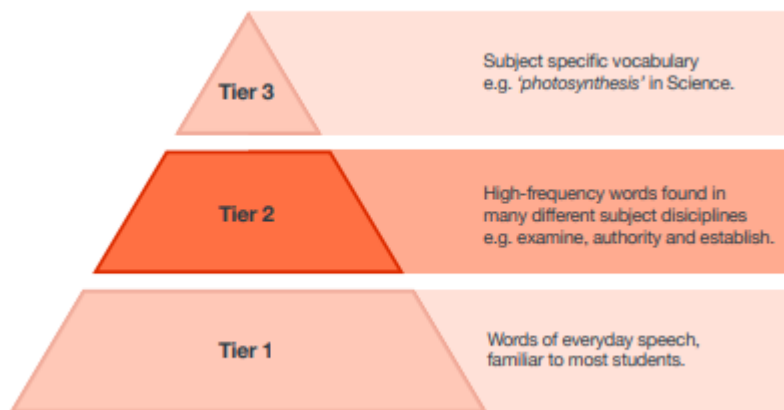 Tier 3
Subject specific vocabulary
e.g. ‘photosynthesis’ in Science.
Tier 2
High-frequency words found in
many different subject disiciplines
e.g. examine, authority and establish.
Tier 1
Words of everyday speech,
familiar to most students.